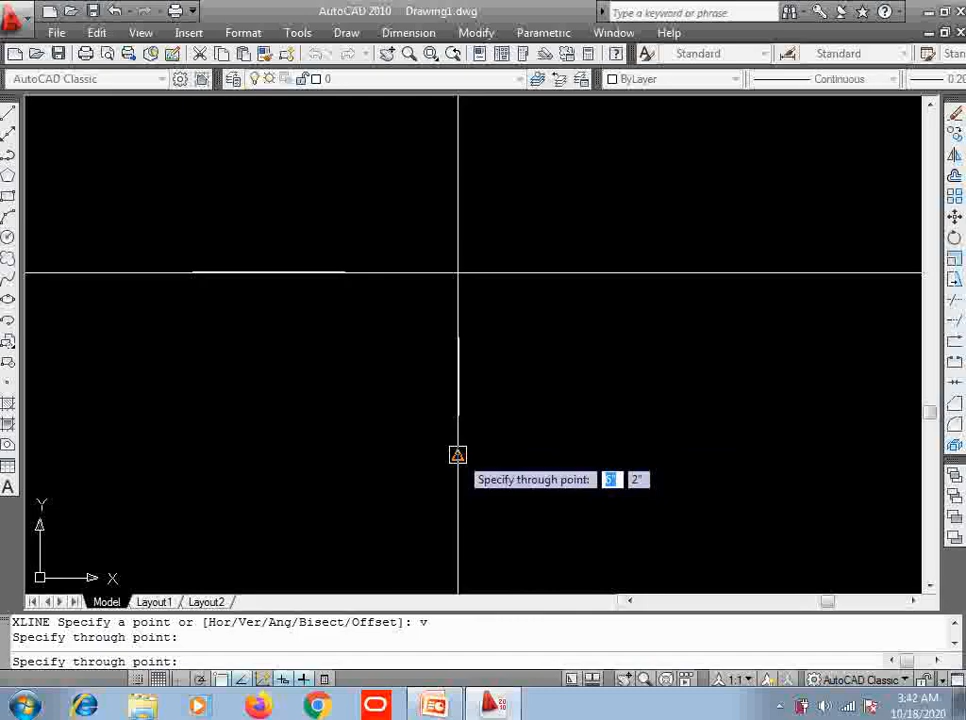 AutoCAD 2010 Drawing1.dwg Type a keyword or phrase
File Edit View Insert Format Tools Draw Dimension Modify Parametric Window Help
Standard Standard Stan
AutoCAD Classic 0 ByLayer Continuous 0 20
Specify through point: 2"
Y
X
Model Layout1 Layout2
XLINE Specify a point or [Hor/Ver/Ang/Bisect/Offset]: v
Specify through point:
Specify through point:
1:1 AutoCAD Classic
3:42 AM
10/18/2020